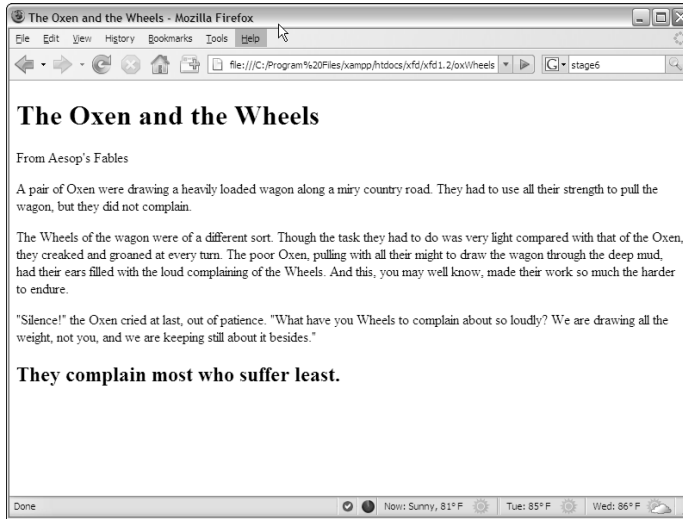 The Oxen and the Wheels - Mozilla Firefox
File Edit View History Bookmarks Tools Help
file:///C:/Program%20Files/xampp/htdocs/xfd/xfd1.2/oxWheels G stage6
The Oxen and the Wheels
From Aesop's Fables
A pair of Oxen were drawing a heavily loaded wagon along a miry country road. They had to use all their strength to pull the
wagon, but they did not complain.
The Wheels of the wagon were of a different sort. Though the task they had to do was very light compared with that of the Oxen,
they creaked and groaned at every turn. The poor Oxen, pulling with all their might to draw the wagon through the deep mud,
had their ears filled with the loud complaining of the Wheels. And this, you may well know, made their work so much the harder
to endure.
"Silence!" the Oxen cried at last, out of patience. "What have you Wheels to complain about so loudly? We are drawing all the
weight, not you, and we are keeping still about it besides."
They complain most who suffer least.
Done Now: Sunny, 81° F Tue: 85° F Wed: 86° F